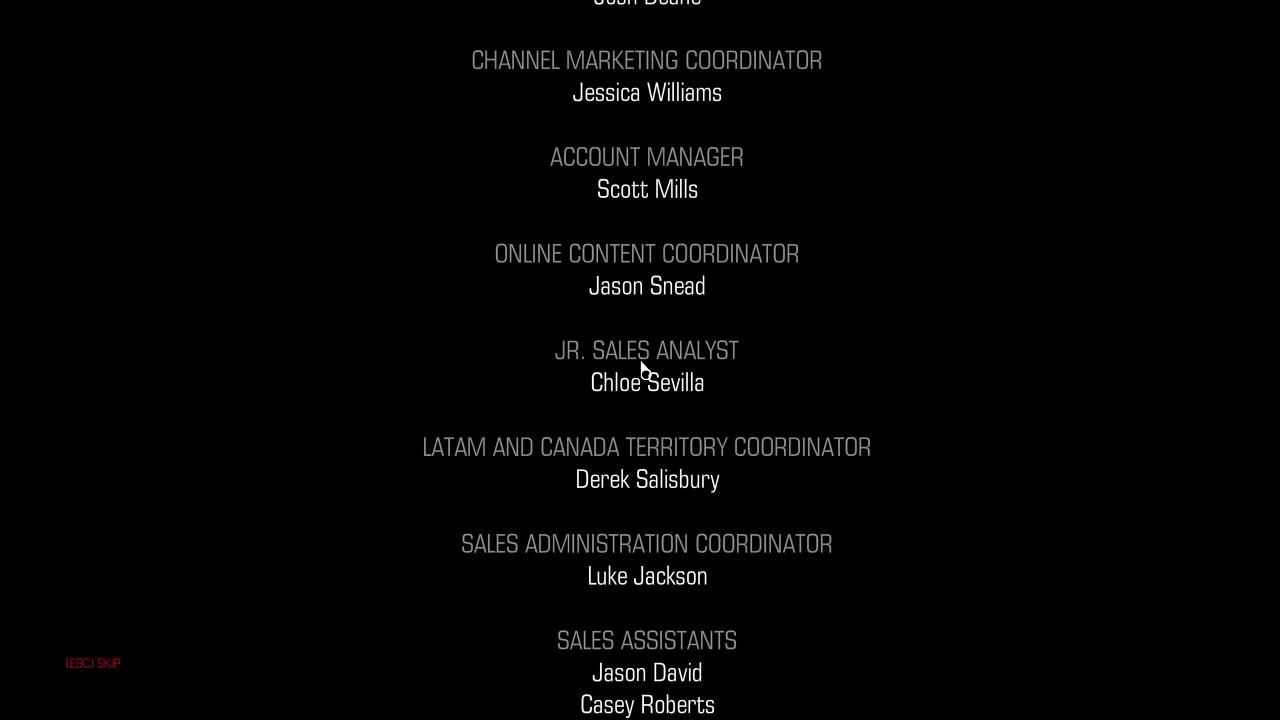 CHANNEL MARKETING COORDINATOR
Jessica Williams
ACCOUNT MANAGER
Scott Mills
ONLINE CONTENT COORDINATOR
Jason Snead
JR. SALES ANALYST
Chloe Sevilla
LATAM AND CANADA TERRITORY COORDINATOR
Derek Salisbury
SALES ADMINISTRATION COORDINATOR
Luke Jackson
SALES ASSISTANTS
Jason David
Casey Roberts
[ESC] SKIP